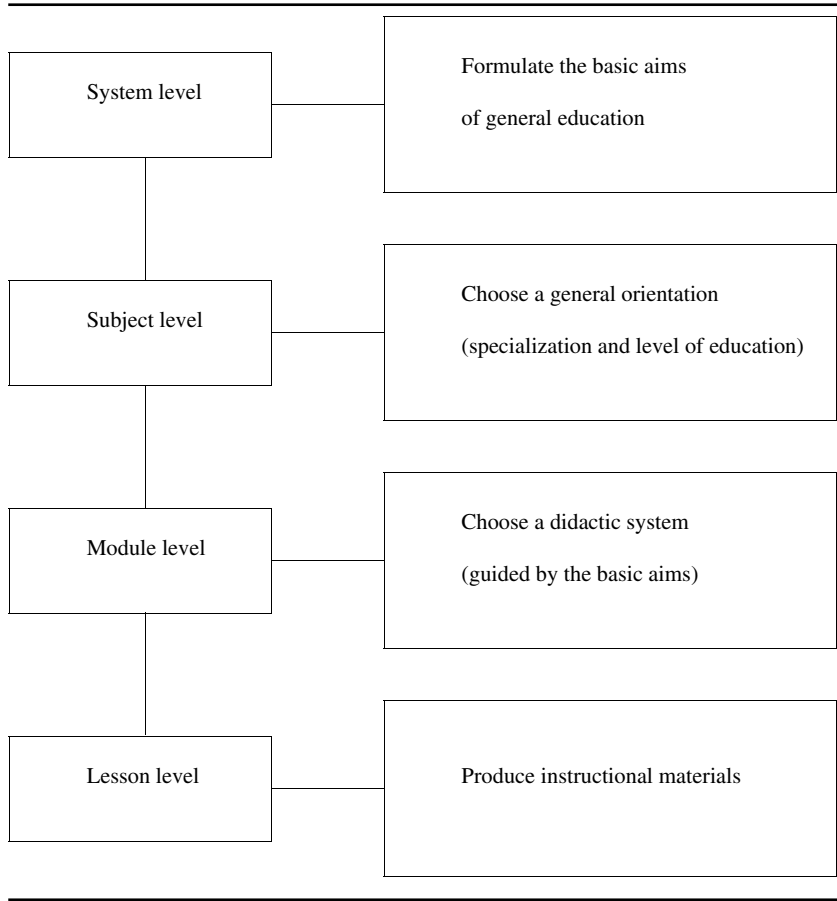 System level
Formulate the basic aims
of general education
Subject level
Choose a general orientation
(specialization and level of education)
Module level
Choose a didactic system
(guided by the basic aims)
Lesson level
Produce instructional materials